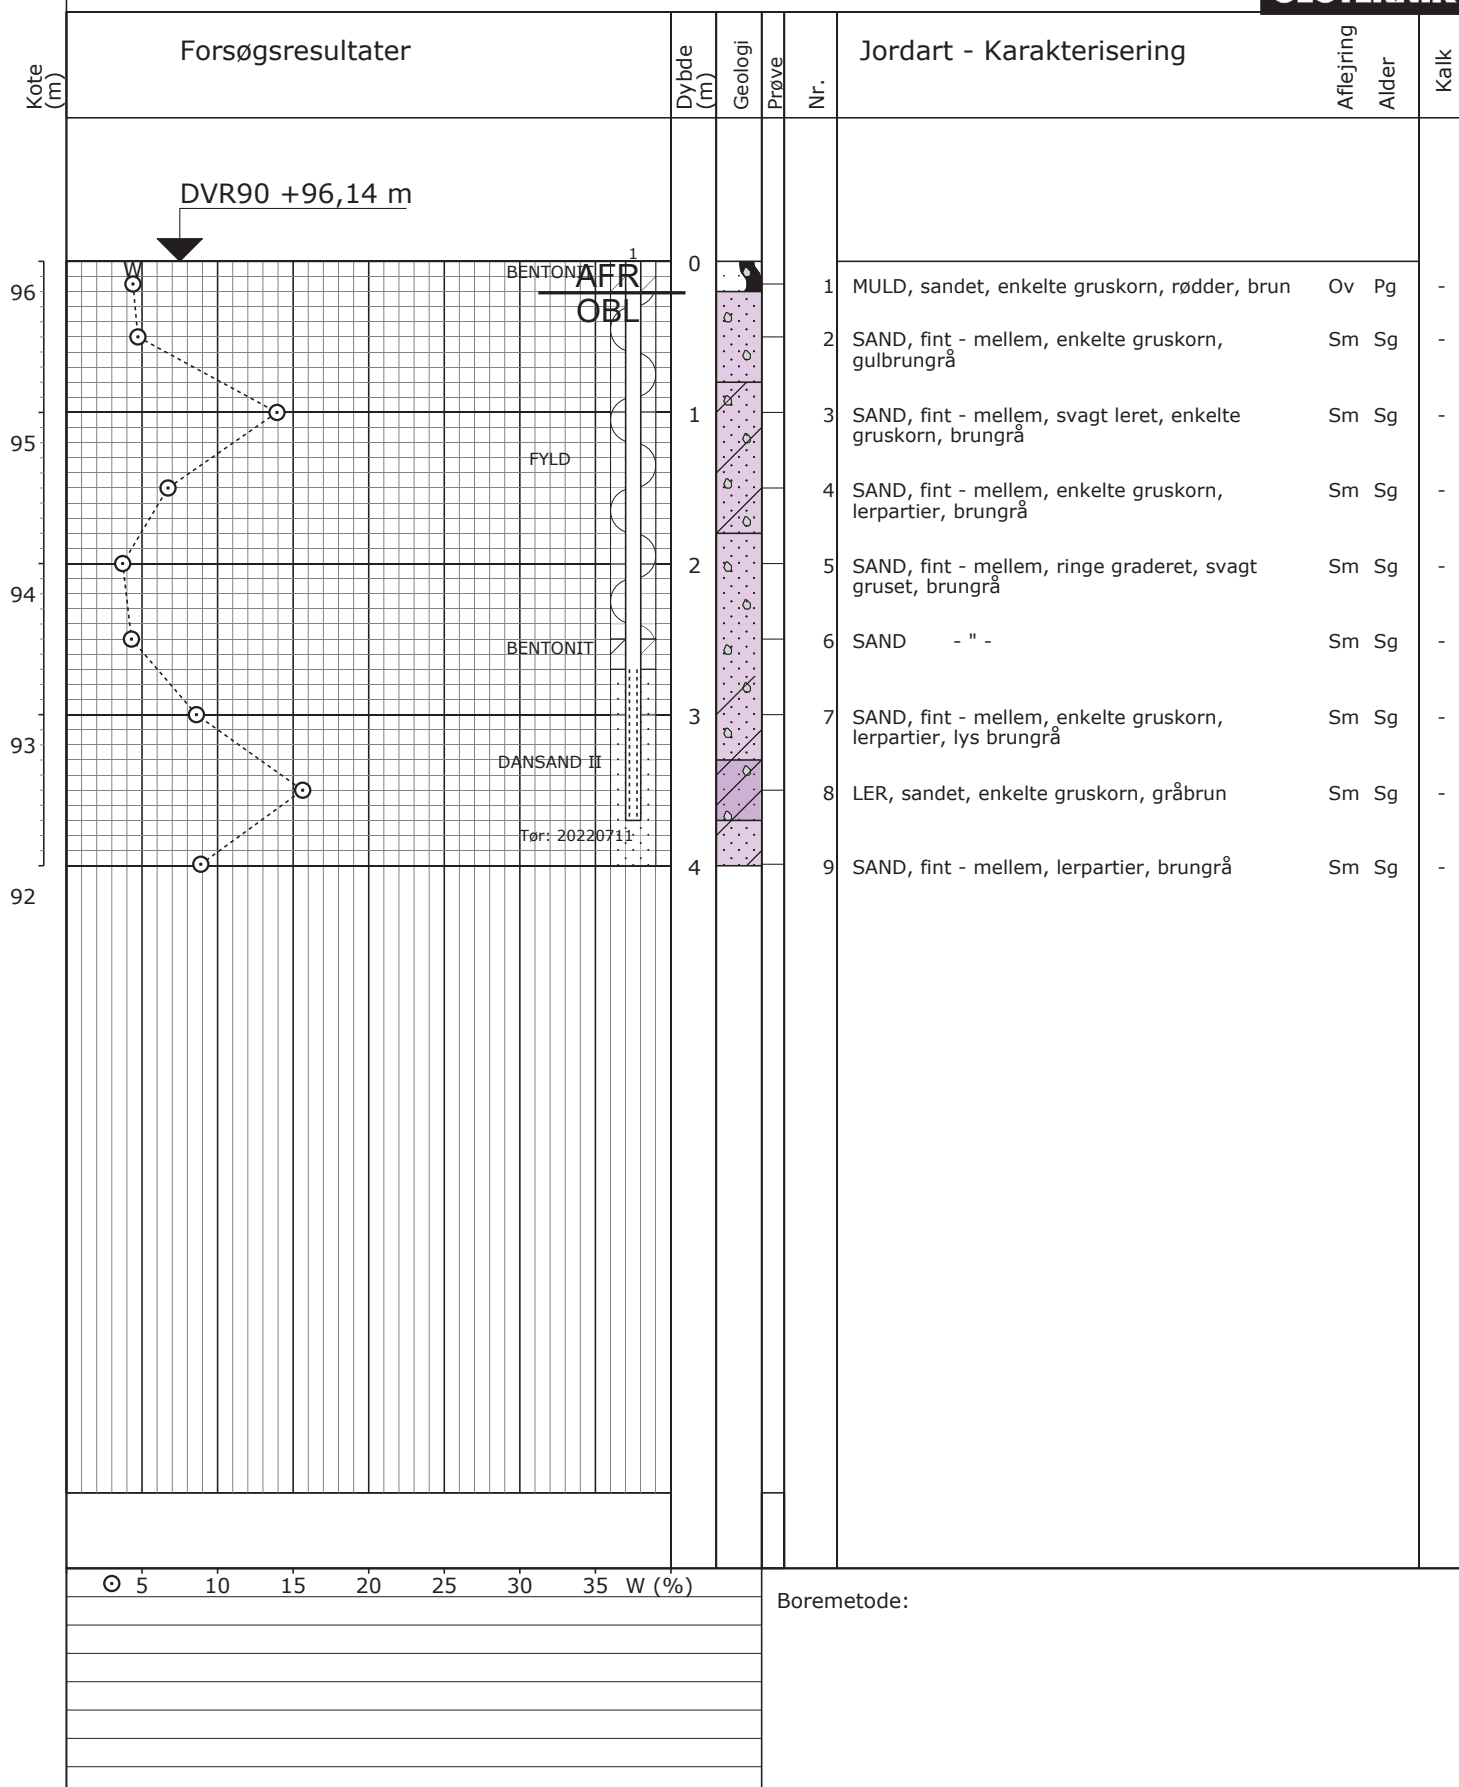 Forsøgsresultater
Kote
(m)
Dybde
(m)
Geologi
Prøve
Nr.
Jordart - Karakterisering
Aflejring
Alder
Kalk
DVR90 +96,14 m
1
W
BENTONIT
AFR
OBL
0
96
1 MULD, sandet, enkelte gruskorn, rødder, brun Ov Pg -
2 SAND, fint - mellem, enkelte gruskorn, Sm Sg -
gulbrungrå
1
3 SAND, fint - mellem, svagt leret, enkelte Sm Sg -
gruskorn, brungrå
95
FYLD
4 SAND, fint - mellem, enkelte gruskorn, Sm Sg -
lerpartier, brungrå
2
5 SAND, fint - mellem, ringe graderet, svagt Sm Sg -
gruset, brungrå
94
BENTONIT
6 SAND - " - Sm Sg -
3
7 SAND, fint - mellem, enkelte gruskorn, Sm Sg -
lerpartier, lys brungrå
93
DANSAND II
8 LER, sandet, enkelte gruskorn, gråbrun Sm Sg -
Tør: 20220711
4
9 SAND, fint - mellem, lerpartier, brungrå Sm Sg -
92
5 10 15 20 25 30 35 W (%)
Boremetode: